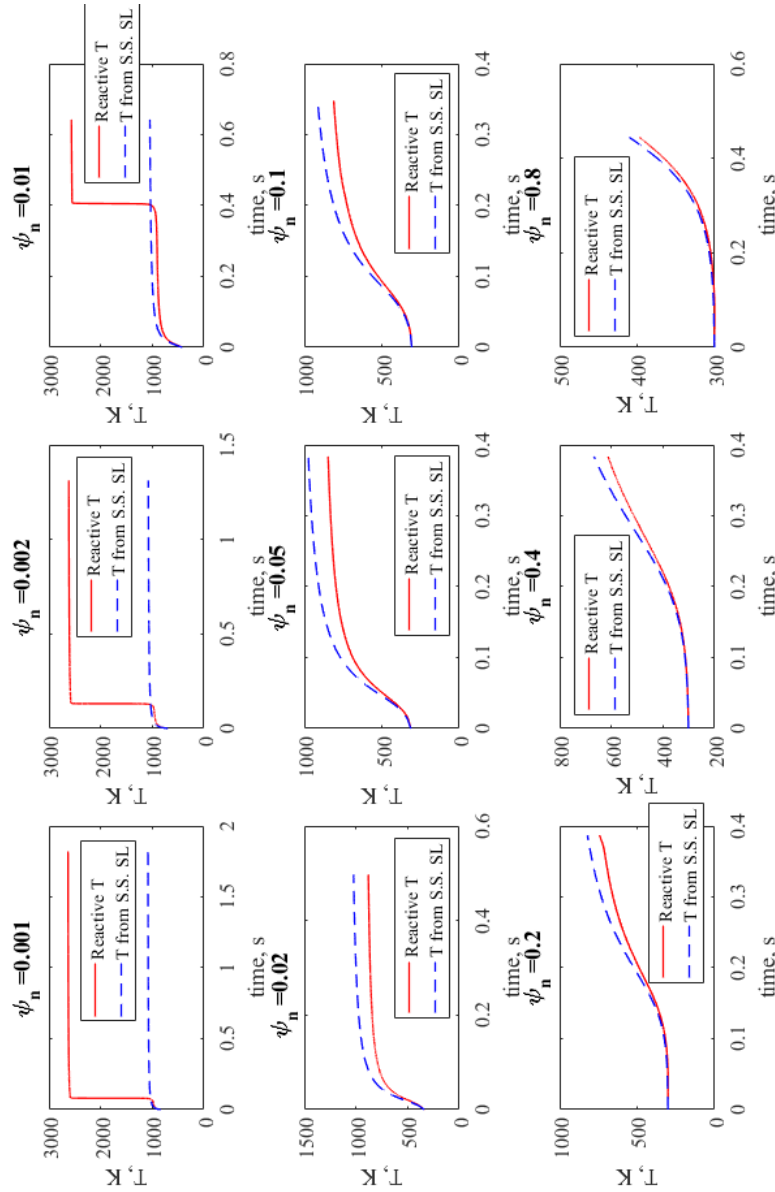 ψn=0.001
T, K
3000
2000
1000
0
Reactive T
T from S.S. SL
0
0.5
1
1.5
2
time, s
ψn=0.002
T, K
3000
2000
1000
0
Reactive T
T from S.S. SL
0
0.5
1
1.5
time, s
ψn=0.01
T, K
3000
2000
1000
0
Reactive T
T from S.S. SL
0
0.2
0.4
0.6
0.8
time, s
ψn=0.02
T, K
1000
500
0
Reactive T
T from S.S. SL
0
0.2
0.4
0.6
time, s
ψn=0.05
T, K
1000
500
0
Reactive T
T from S.S. SL
0
0.1
0.2
0.3
0.4
time, s
ψn=0.1
T, K
1000
500
0
Reactive T
T from S.S. SL
0
0.1
0.2
0.3
0.4
time, s
ψn=0.2
T, K
1000
500
0
Reactive T
T from S.S. SL
0
0.1
0.2
0.3
0.4
time, s
ψn=0.4
T, K
800
600
400
200
Reactive T
T from S.S. SL
0
0.1
0.2
0.3
0.4
time, s
ψn=0.8
T, K
500
400
300
Reactive T
T from S.S. SL
0
0.2
0.4
0.6
time, s